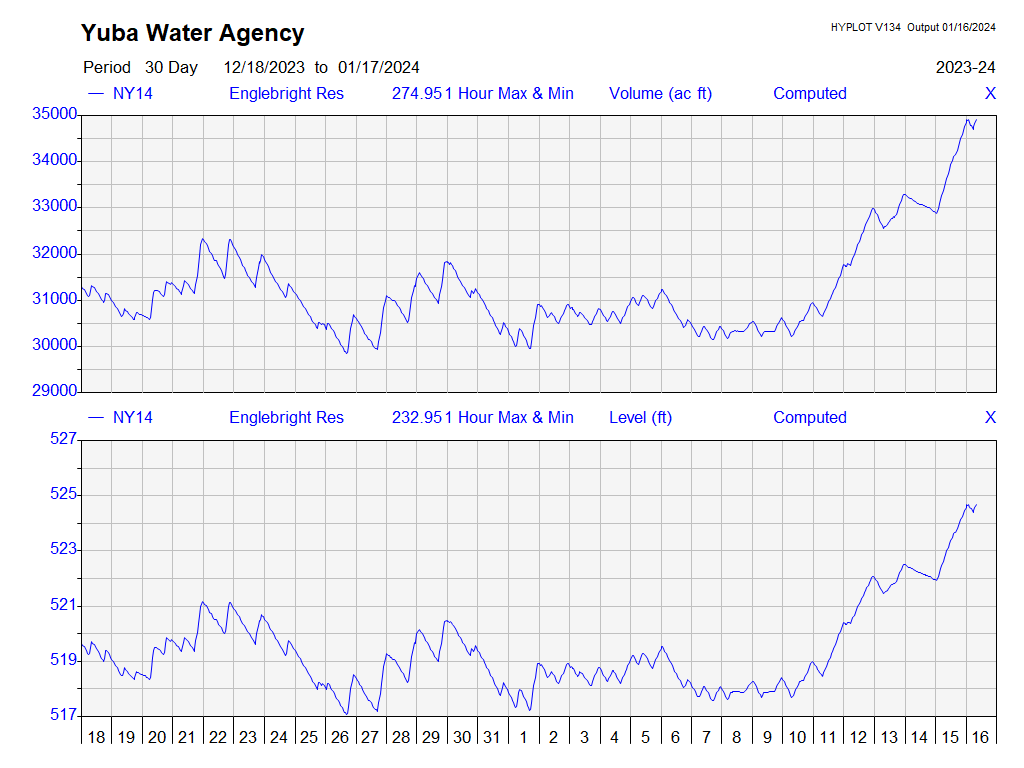 Yuba Water Agency
HYPLOT V134 Output 01/16/2024
Period 30 Day 12/18/2023 to 01/17/2024
2023-24
NY14 Englebright Res 274.951 Hour Max & Min Volume (ac ft) Computed X
35000
34000
33000
32000
31000
30000
29000
NY14 Englebright Res 232.951 Hour Max & Min Level (ft) Computed X
527
525
523
521
519
517
18 19 20 21 22 23 24 25 26 27 28 29 30 31 1 2 3 4 5 6 7 8 9 10 11 12 13 14 15 16